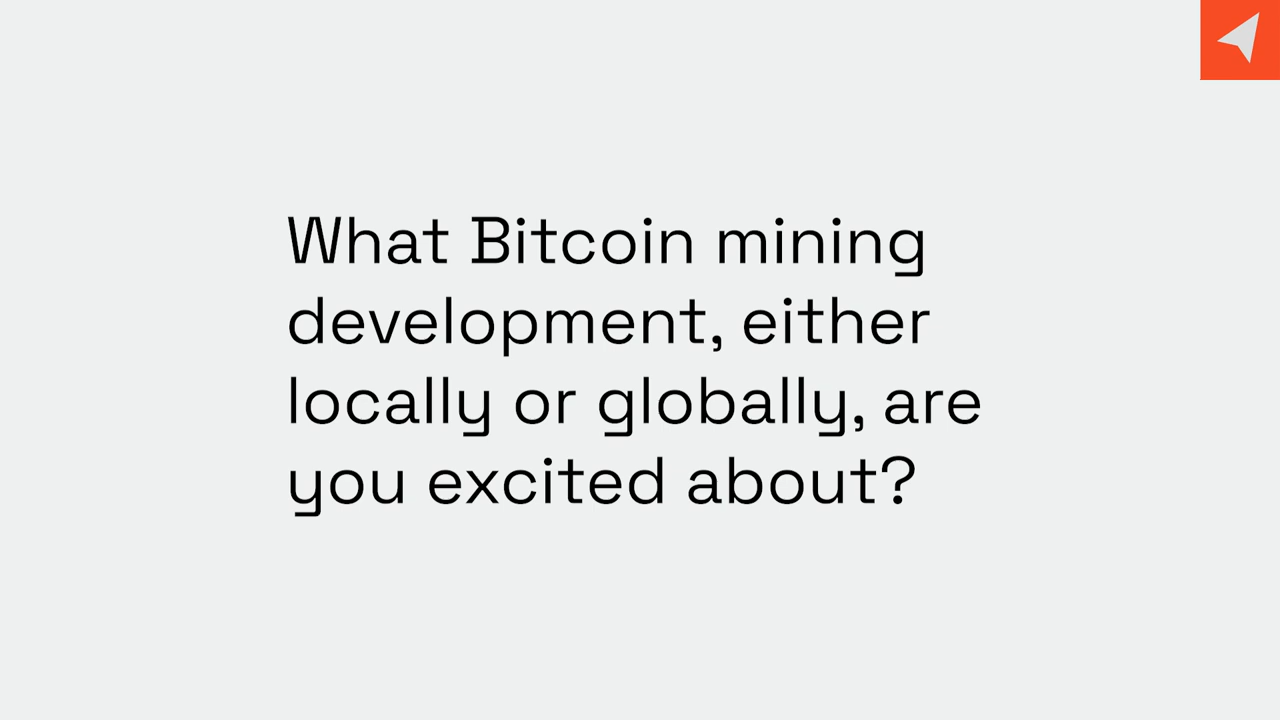 What Bitcoin mining
development, either
locally or globally, are
you excited about?